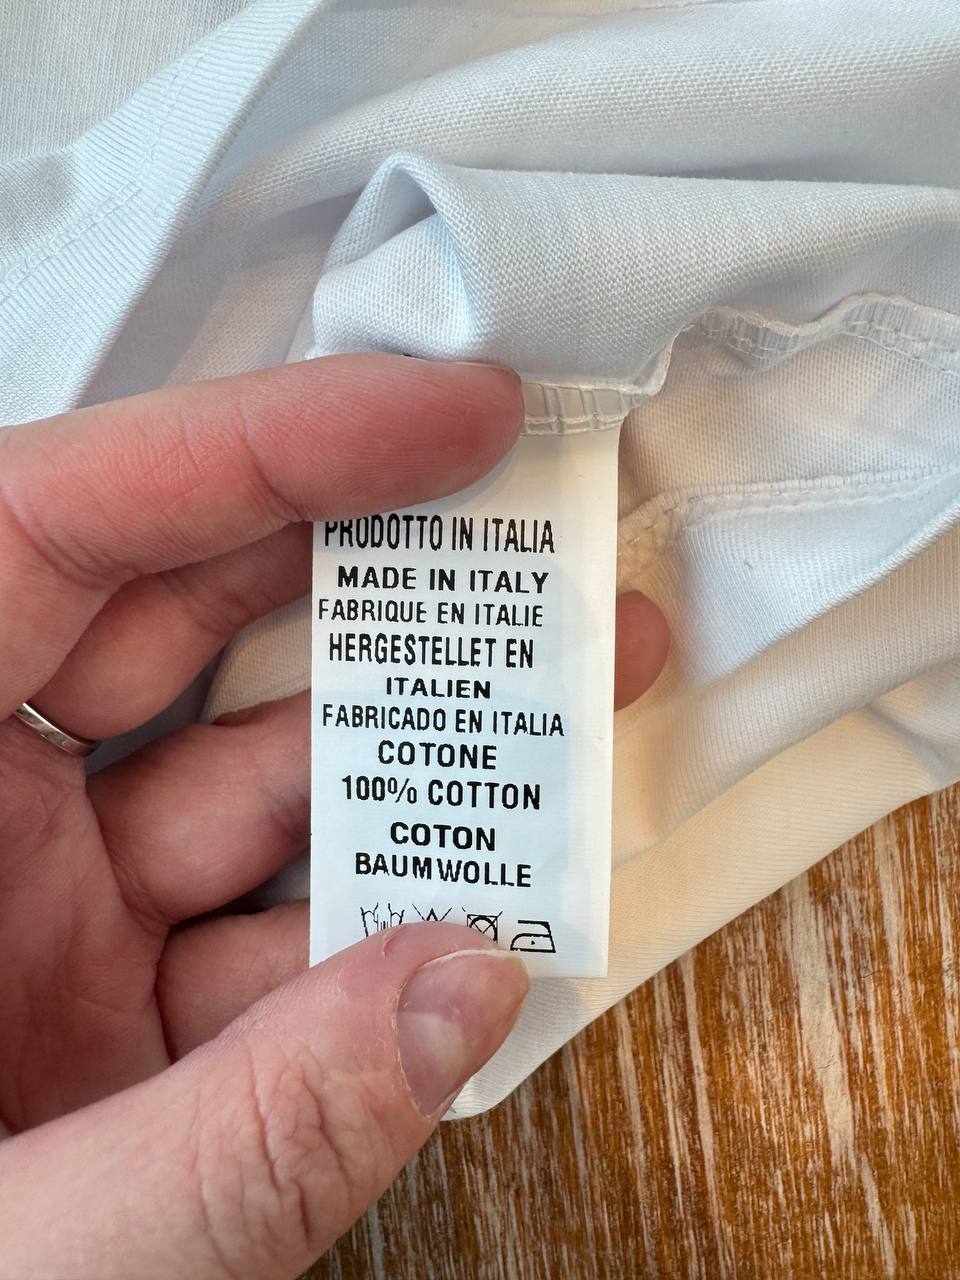 PRODOTTO IN ITALIA
MADE IN ITALY
FABRIQUE EN ITALIE
HERGESTELLET EN
ITALIEN
FABRICADO EN ITALIA
COTONE
100% COTTON
COTON
BAUMWOLLE